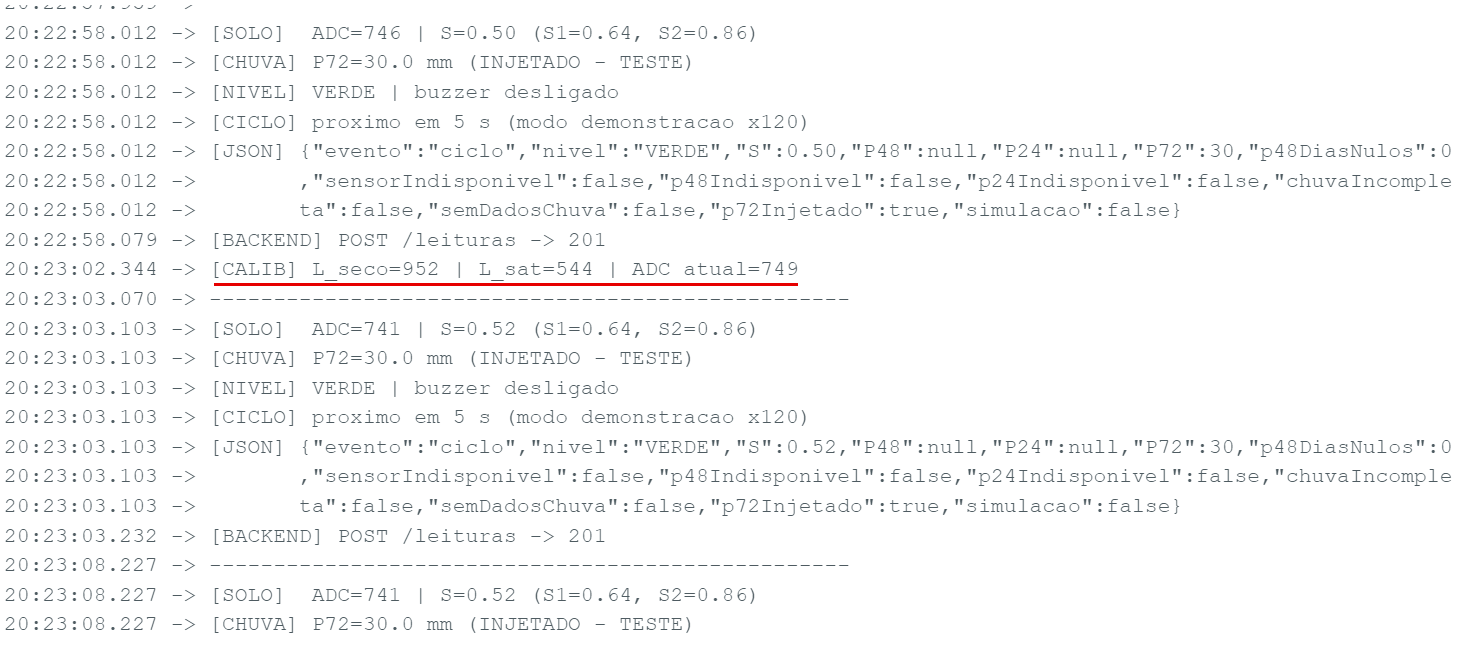 20:22:58.012 -> [SOLO]  ADC=746 | S=0.50 (S1=0.64, S2=0.86)
20:22:58.012 -> [CHUVA] P72=30.0 mm (INJETADO - TESTE)
20:22:58.012 -> [NIVEL] VERDE | buzzer desligado
20:22:58.012 -> [CICLO] proximo em 5 s (modo demonstracao x120)
20:22:58.012 -> [JSON] {"evento":"ciclo","nivel":"VERDE","S":0.50,"P48":null,"P24":null,"P72":30,"p48DiasNulos":0
20:22:58.012 ->        ,"sensorIndisponivel":false,"p48Indisponivel":false,"p24Indisponivel":false,"chuvaIncomple
20:22:58.012 ->        ta":false,"semDadosChuva":false,"p72Injetado":true,"simulacao":false}
20:22:58.079 -> [BACKEND] POST /leituras -> 201
20:23:02.344 -> [CALIB] L_seco=952 | L_sat=544 | ADC atual=749
20:23:03.070 -> --------------------------------------------------
20:23:03.103 -> [SOLO]  ADC=741 | S=0.52 (S1=0.64, S2=0.86)
20:23:03.103 -> [CHUVA] P72=30.0 mm (INJETADO - TESTE)
20:23:03.103 -> [NIVEL] VERDE | buzzer desligado
20:23:03.103 -> [CICLO] proximo em 5 s (modo demonstracao x120)
20:23:03.103 -> [JSON] {"evento":"ciclo","nivel":"VERDE","S":0.52,"P48":null,"P24":null,"P72":30,"p48DiasNulos":0
20:23:03.103 ->        ,"sensorIndisponivel":false,"p48Indisponivel":false,"p24Indisponivel":false,"chuvaIncomple
20:23:03.103 ->        ta":false,"semDadosChuva":false,"p72Injetado":true,"simulacao":false}
20:23:03.232 -> [BACKEND] POST /leituras -> 201
20:23:08.227 -> --------------------------------------------------
20:23:08.227 -> [SOLO]  ADC=741 | S=0.52 (S1=0.64, S2=0.86)
20:23:08.227 -> [CHUVA] P72=30.0 mm (INJETADO - TESTE)